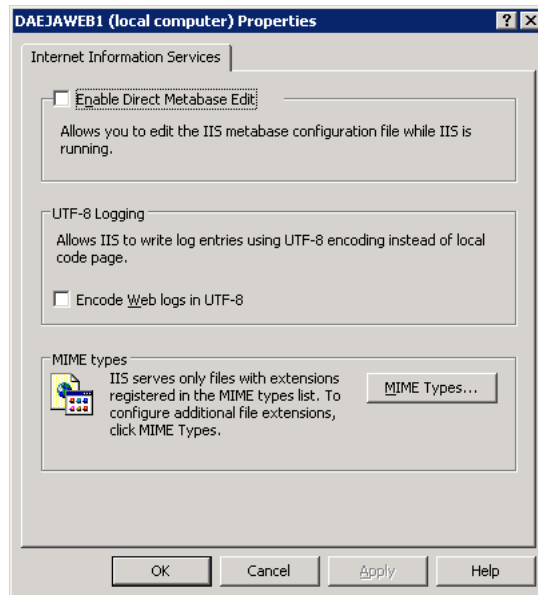 DAEJAWEB1 (local computer) Properties
Internet Information Services
Enable Direct Metabase Edit
Allows you to edit the IIS metabase configuration file while IIS is
running.
UTF-8 Logging
Allows IIS to write log entries using UTF-8 encoding instead of local
code page.
Encode Web logs in UTF-8
MIME types
IIS serves only files with extensions
registered in the MIME types list. To
configure additional file extensions,
click MIME Types.
MIME Types...
OK
Cancel
Apply
Help